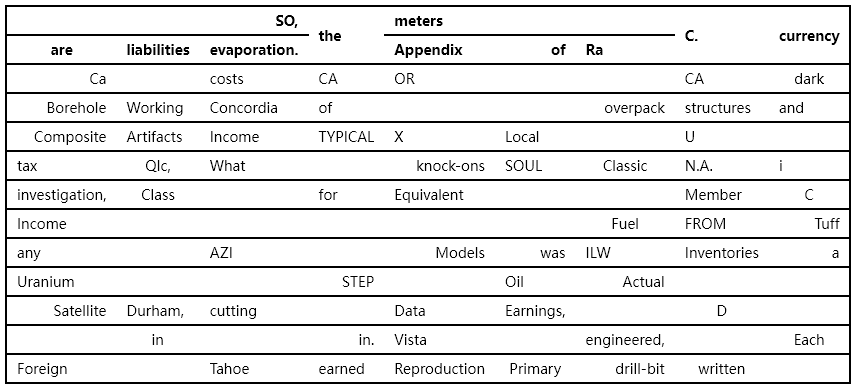 SO, the meters C. currency
are liabilities evaporation. Appendix of Ra
Ca costs CA OR CA dark
Borehole Working Concordia of overpack structures and
Composite Artifacts Income TYPICAL X Local U
tax QIc, What knock-ons SOUL Classic N.A. i
investigation, Class for Equivalent Member C
Income Fuel FROM Tuff
any AZI Models was ILW Inventories a
Uranium STEP Oil Actual
Satellite Durham, cutting Data Earnings, D
in in. Vista engineered, Each
Foreign Tahoe earned Reproduction Primary drill-bit written